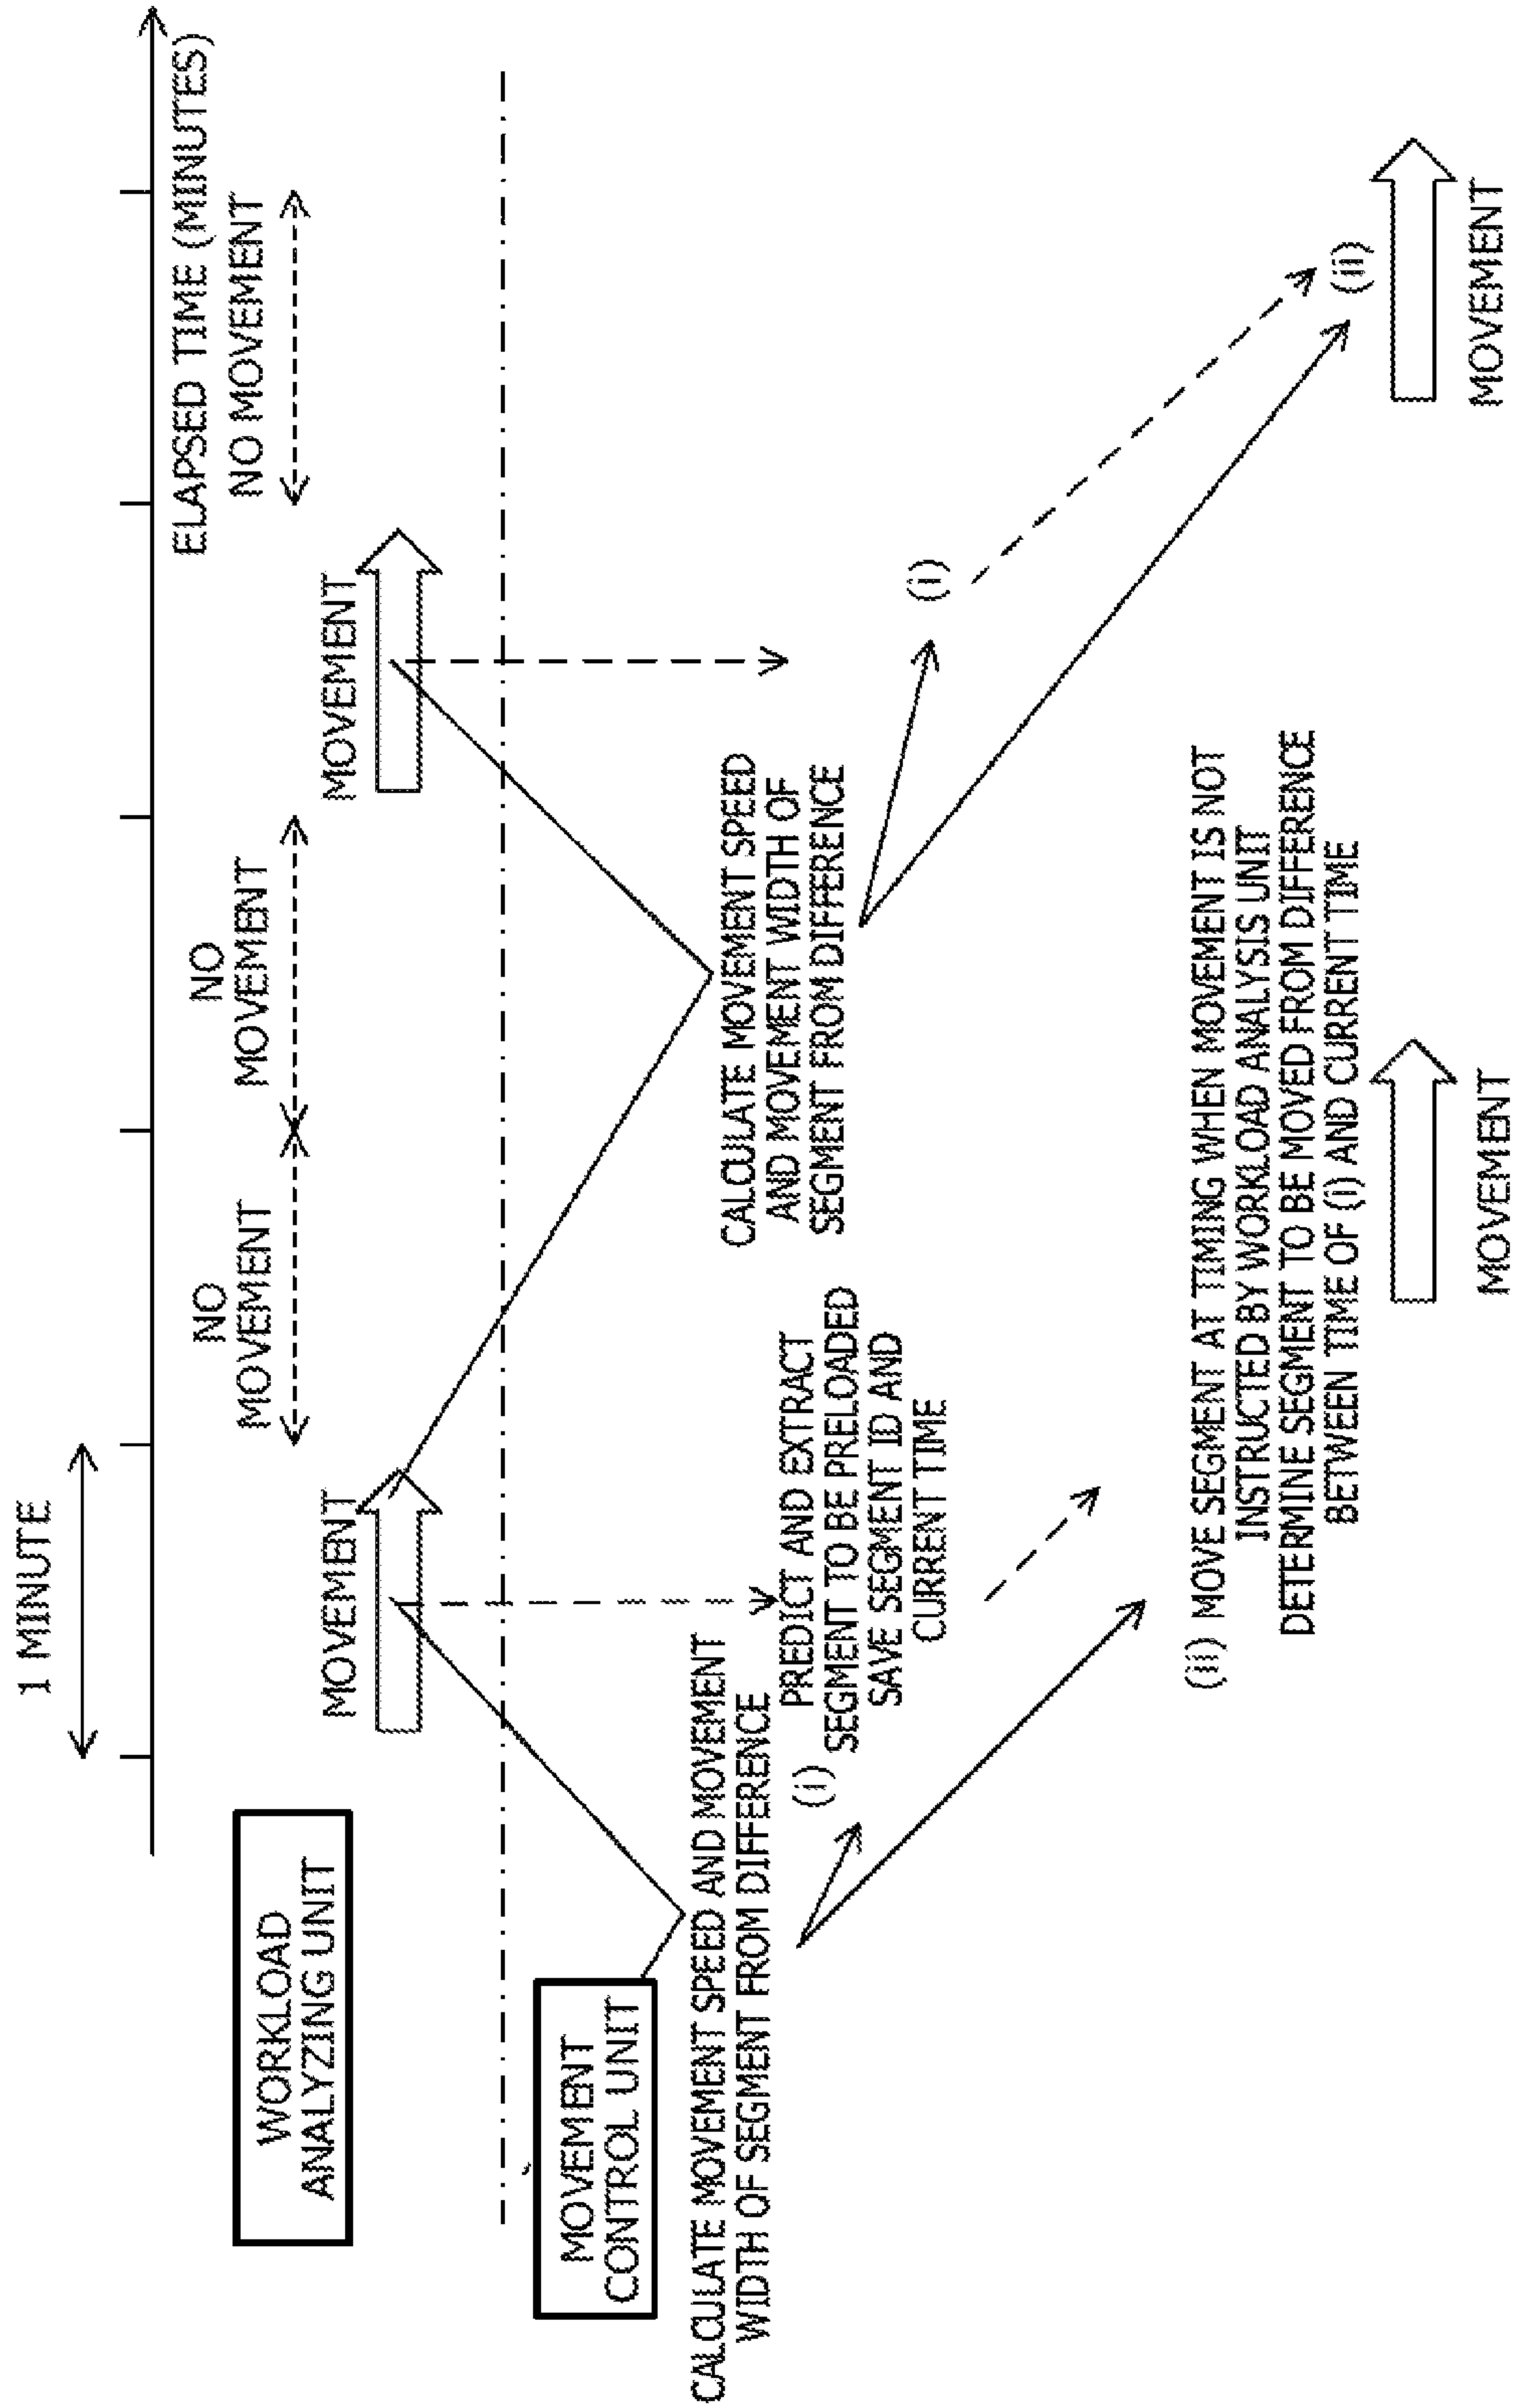 1 MINUTE
ELAPSED TIME (MINUTES)
WORKLOAD
ANALYZING UNIT
MOVEMENT
NO
MOVEMENT
NO
MOVEMENT
MOVEMENT
NO MOVEMENT
MOVEMENT
CONTROL UNIT
CALCULATE MOVEMENT SPEED AND MOVEMENT
WIDTH OF SEGMENT FROM DIFFERENCE
(i)
PREDICT AND EXTRACT
SEGMENT TO BE PRELOADED
SAVE SEGMENT ID AND
CURRENT TIME
CALCULATE MOVEMENT SPEED
AND MOVEMENT WIDTH OF
SEGMENT FROM DIFFERENCE
(i)
(ii) MOVE SEGMENT AT TIMING WHEN MOVEMENT IS NOT
INSTRUCTED BY WORKLOAD ANALYSIS UNIT
DETERMINE SEGMENT TO BE MOVED FROM DIFFERENCE
BETWEEN TIME OF (i) AND CURRENT TIME
(ii)
MOVEMENT
MOVEMENT